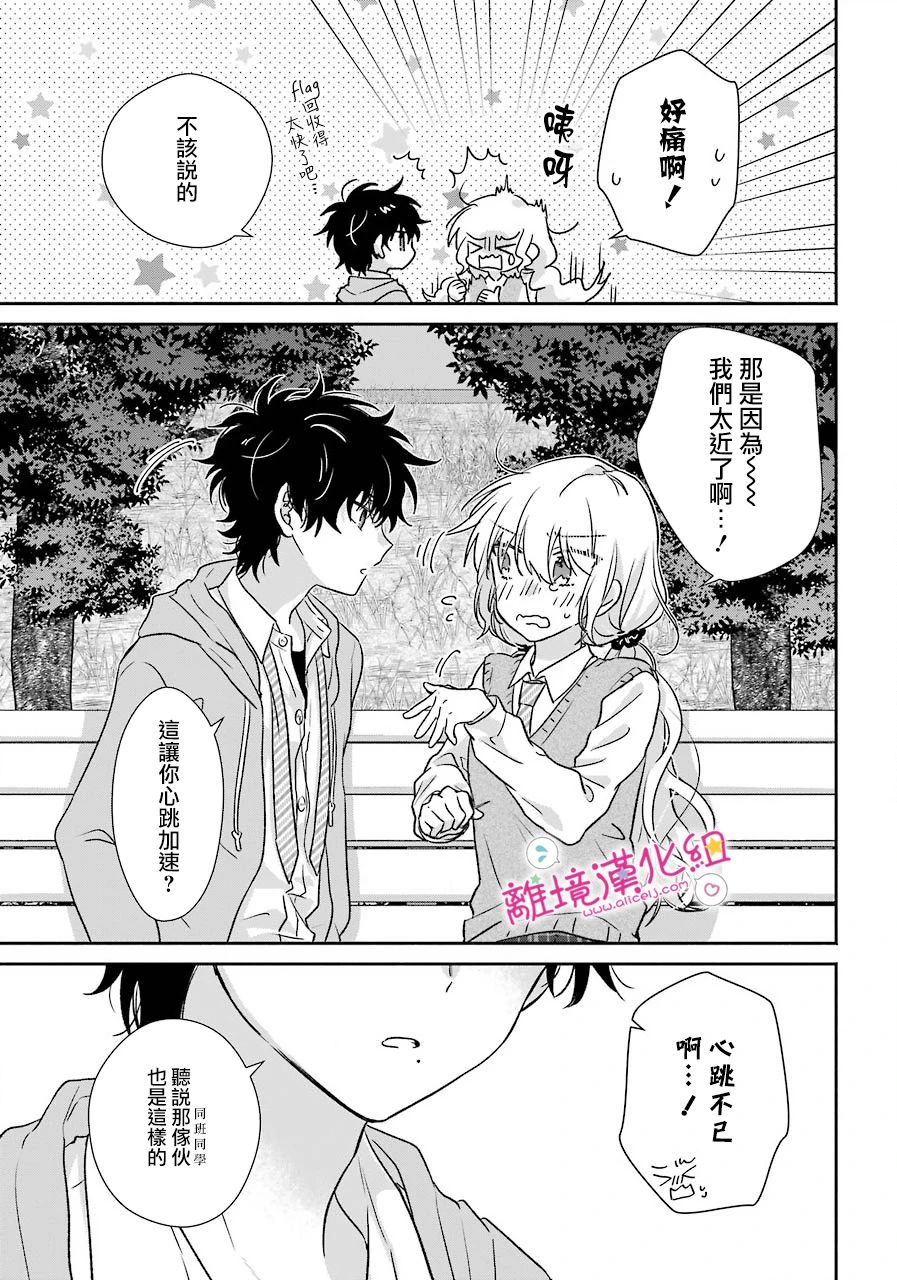 好痛啊！
咦呀
flag回收得
太快了吧…
不該説的
那是因為~~~
我們太近了啊…！
這讓你心跳加速？
離境漢化組
www.alicelj.com
心跳不已
啊…！
同班同學
聽説那傢伙
也是這樣的